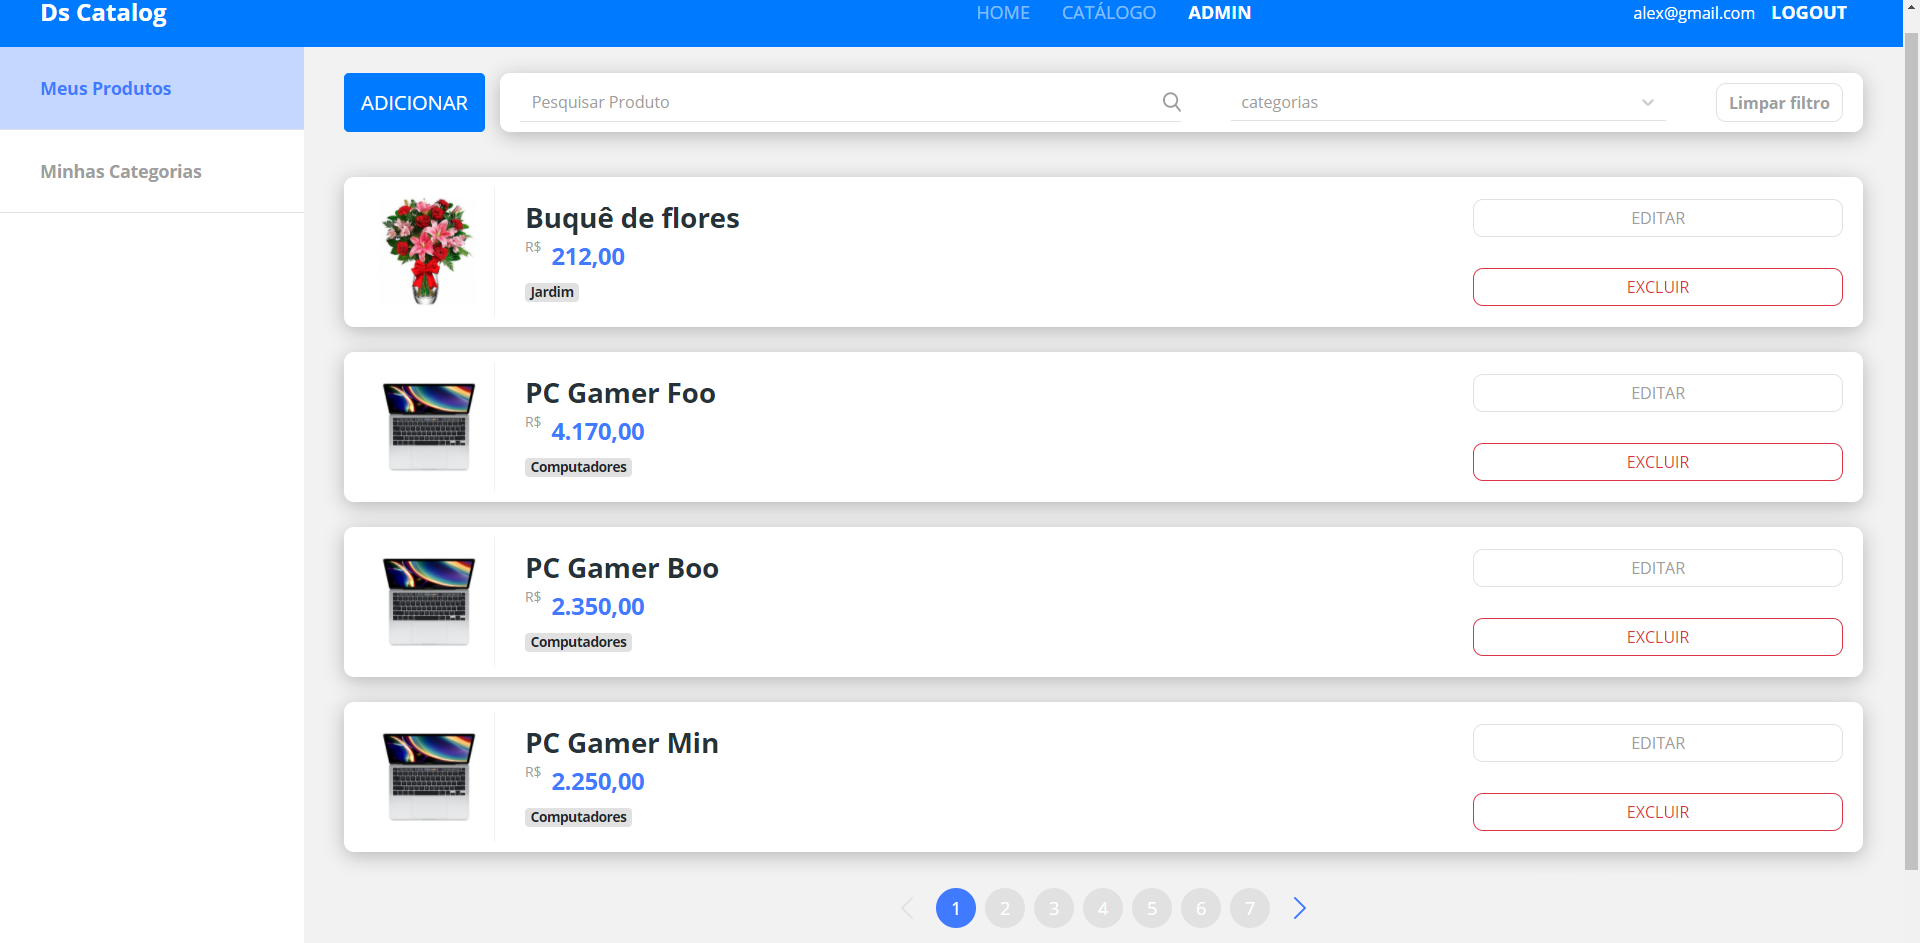 Ds Catalog
HOME CATÁLOGO ADMIN
alex@gmail.com LOGOUT
Meus Produtos
Minhas Categorias
ADICIONAR
Pesquisar Produto
categorias
Limpar filtro
Buquê de flores
R$ 212,00
Jardim
EDITAR
EXCLUIR
PC Gamer Foo
R$ 4.170,00
Computadores
EDITAR
EXCLUIR
PC Gamer Boo
R$ 2.350,00
Computadores
EDITAR
EXCLUIR
PC Gamer Min
R$ 2.250,00
Computadores
EDITAR
EXCLUIR
1 2 3 4 5 6 7